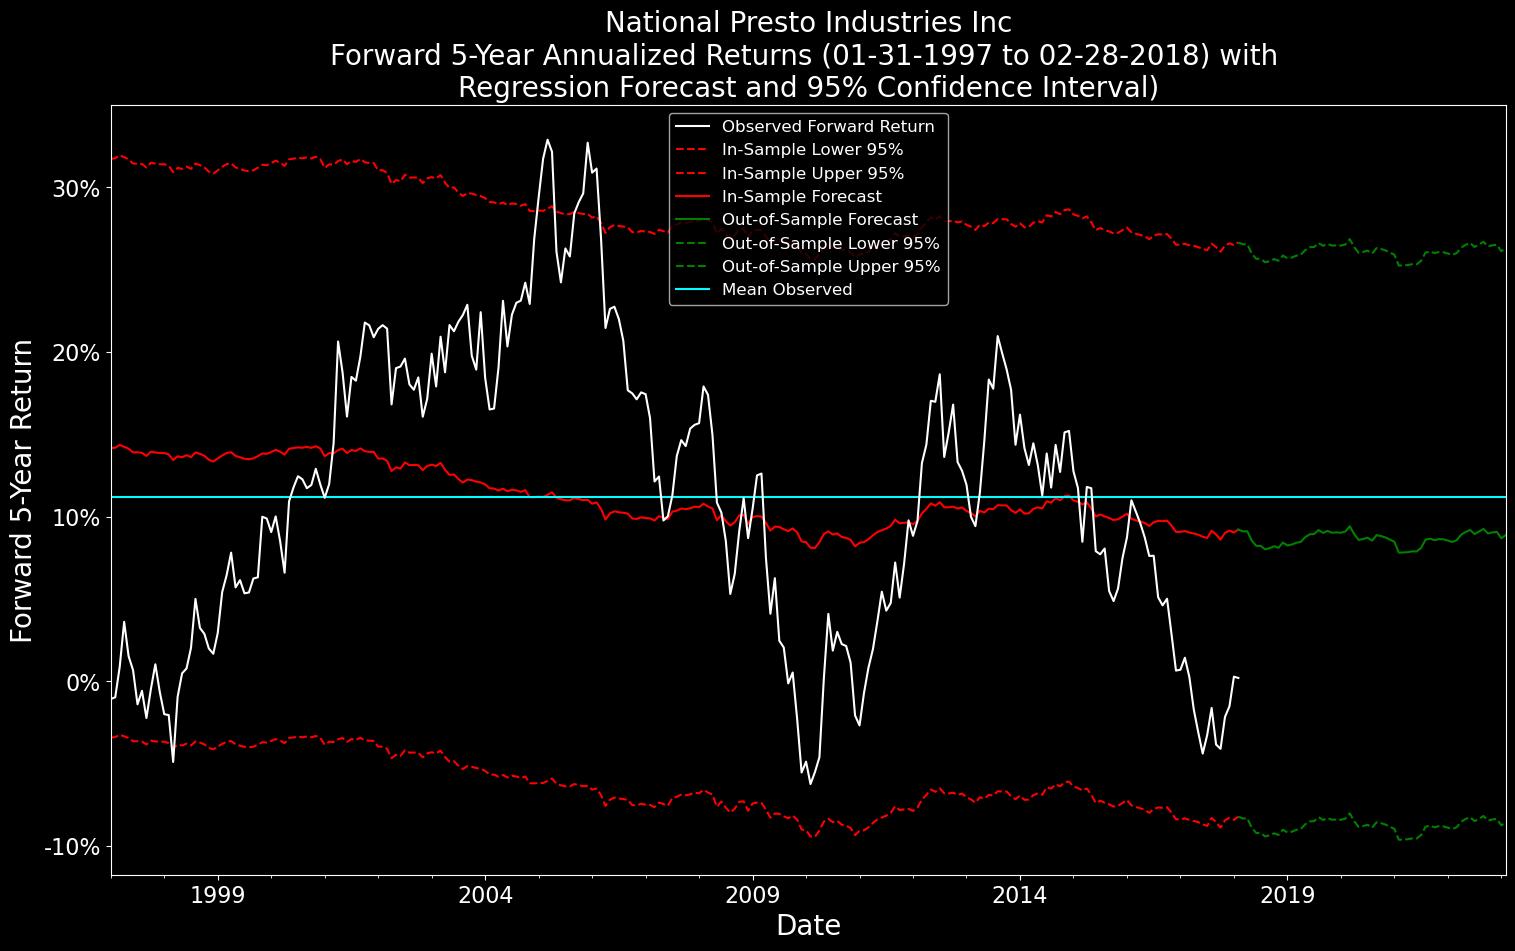 National Presto Industries Inc
Forward 5-Year Annualized Returns (01-31-1997 to 02-28-2018) with
Regression Forecast and 95% Confidence Interval)
Observed Forward Return
In-Sample Lower 95%
In-Sample Upper 95%
In-Sample Forecast
Out-of-Sample Forecast
Out-of-Sample Lower 95%
Out-of-Sample Upper 95%
Mean Observed
Forward 5-Year Return
30%
20%
10%
0%
-10%
1999
2004
2009
2014
2019
Date